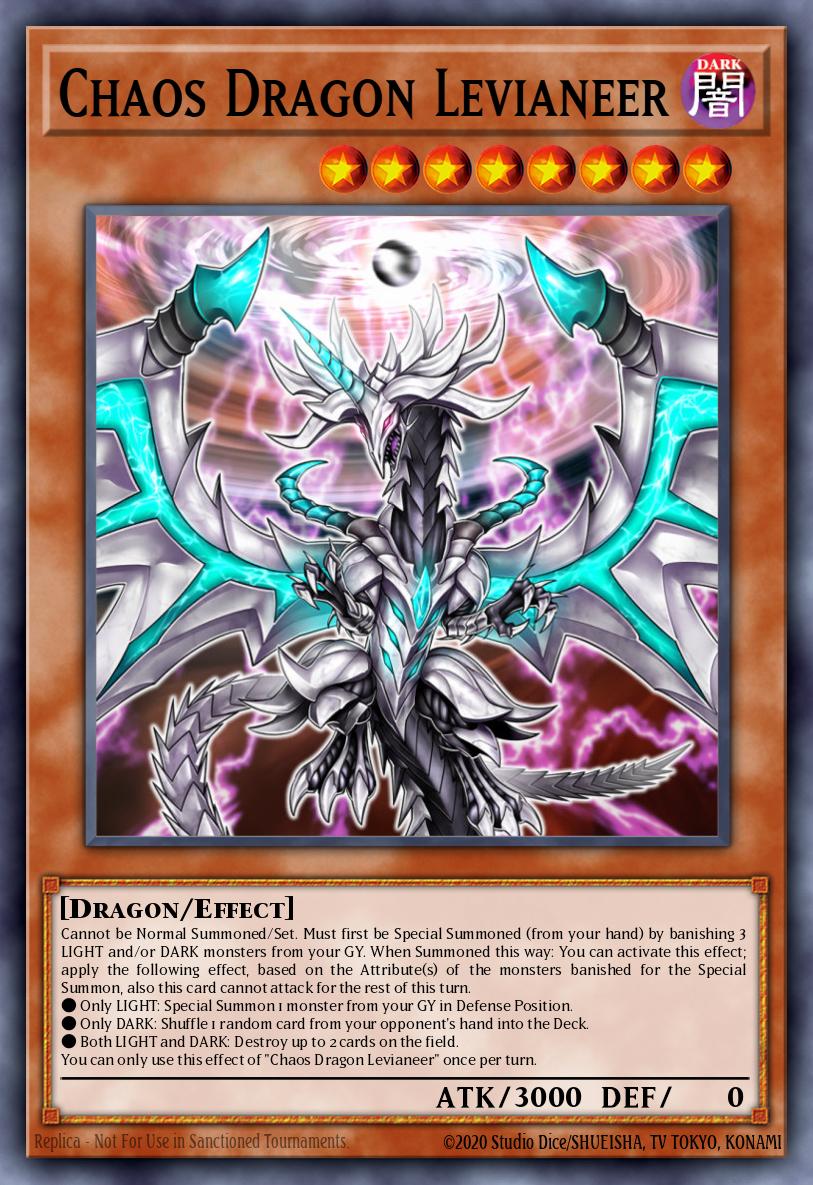 Chaos Dragon Levianeer
DARK
闇
[Dragon/Effect]
Cannot be Normal Summoned/Set. Must first be Special Summoned (from your hand) by banishing 3
LIGHT and/or DARK monsters from your GY. When Summoned this way: You can activate this effect;
apply the following effect, based on the Attribute(s) of the monsters banished for the Special
Summon, also this card cannot attack for the rest of this turn.
● Only LIGHT: Special Summon 1 monster from your GY in Defense Position.
● Only DARK: Shuffle 1 random card from your opponent's hand into the Deck.
● Both LIGHT and DARK: Destroy up to 2 cards on the field.
You can only use this effect of "Chaos Dragon Levianeer" once per turn.
ATK/3000 DEF/ 0
Replica - Not For Use in Sanctioned Tournaments.
©2020 Studio Dice/SHUEISHA, TV TOKYO, KONAMI